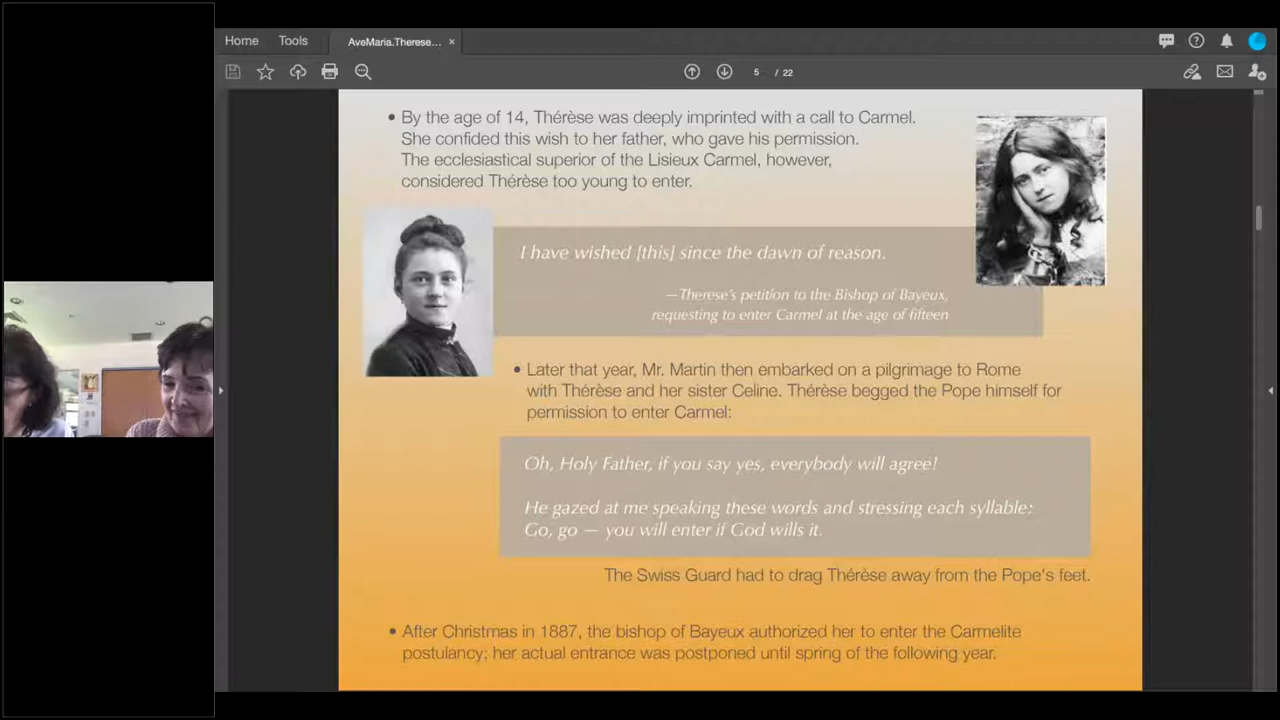 Home Tools AveMaria.Therese... ×
5 / 22
• By the age of 14, Thérèse was deeply imprinted with a call to Carmel.
She confided this wish to her father, who gave his permission.
The ecclesiastical superior of the Lisieux Carmel, however,
considered Thérèse too young to enter.
I have wished [this] since the dawn of reason.
—Therese's petition to the Bishop of Bayeux,
requesting to enter Carmel at the age of fifteen
• Later that year, Mr. Martin then embarked on a pilgrimage to Rome
with Thérèse and her sister Celine. Thérèse begged the Pope himself for
permission to enter Carmel:
Oh, Holy Father, if you say yes, everybody will agree!
He gazed at me speaking these words and stressing each syllable;
Go, go — you will enter if God wills it.
The Swiss Guard had to drag Thérèse away from the Pope's feet.
• After Christmas in 1887, the bishop of Bayeux authorized her to enter the Carmelite
postulancy; her actual entrance was postponed until spring of the following year.